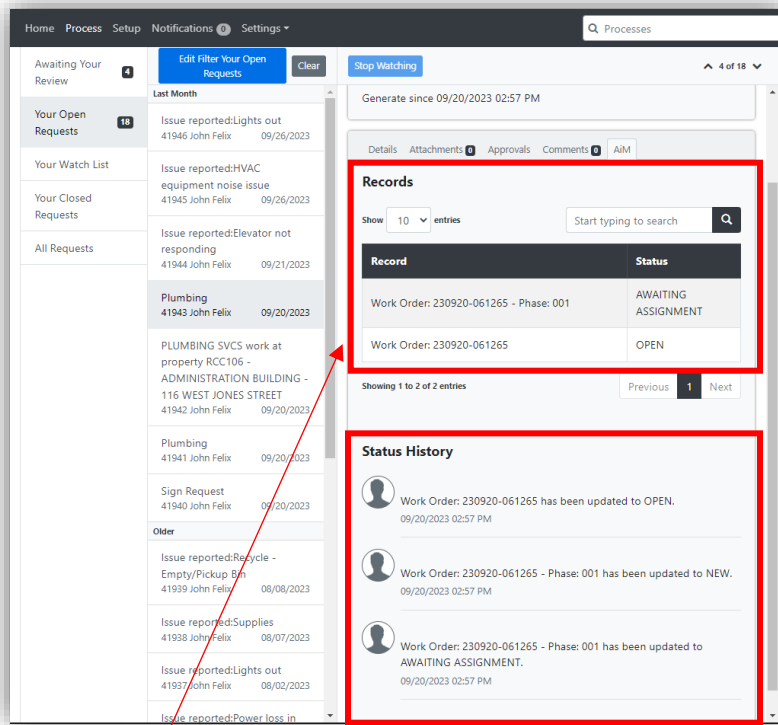 Home Process Setup Notifications 0 Settings
Processes
Awaiting Your
Review
4
Your Open
Requests
18
Your Watch List
Your Closed
Requests
All Requests
Edit Filter Your Open
Requests
Clear
Last Month
Issue reported:Lights out
41946 John Felix 09/26/2023
Issue reported:HVAC
equipment noise issue
41945 John Felix 09/26/2023
Issue reported:Elevator not
responding
41944 John Felix 09/21/2023
Plumbing
41943 John Felix 09/20/2023
PLUMBING SVCS work at
property RCC106 -
ADMINISTRATION BUILDING -
116 WEST JONES STREET
41942 John Felix 09/20/2023
Plumbing
41941 John Felix 09/20/2023
Sign Request
41940 John Felix 09/20/2023
Older
Issue reported:Recycle -
Empty/Pickup Bin
41939 John Felix 08/08/2023
Issue reported:Supplies
41938 John Felix 08/07/2023
Issue reported:Lights out
41937 John Felix 08/02/2023
Issue reported:Power loss in
Stop Watching
4 of 18
Generate since 09/20/2023 02:57 PM
Details Attachments 0 Approvals Comments 0 AiM
Records
Show 10 entries
Start typing to search
Record Status
Work Order: 230920-061265 - Phase: 001
AWAITING
ASSIGNMENT
Work Order: 230920-061265 OPEN
Showing 1 to 2 of 2 entries
Previous 1 Next
Status History
Work Order: 230920-061265 has been updated to OPEN.
09/20/2023 02:57 PM
Work Order: 230920-061265 - Phase: 001 has been updated to NEW.
09/20/2023 02:57 PM
Work Order: 230920-061265 - Phase: 001 has been updated to
AWAITING ASSIGNMENT.
09/20/2023 02:57 PM